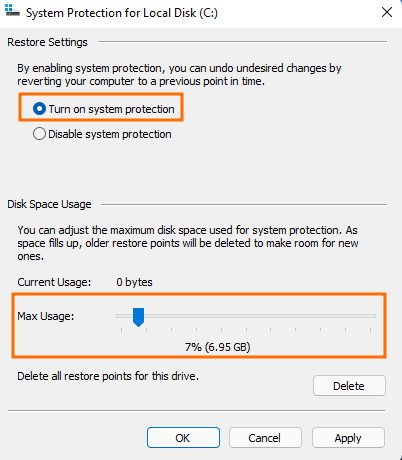 System Protection for Local Disk (C:)
Restore Settings
By enabling system protection, you can undo undesired changes by
reverting your computer to a previous point in time.
Turn on system protection
Disable system protection
Disk Space Usage
You can adjust the maximum disk space used for system protection. As
space fills up, older restore points will be deleted to make room for new
ones.
Current Usage: 0 bytes
Max Usage:
7% (6.95 GB)
Delete all restore points for this drive.
Delete
OK Cancel Apply